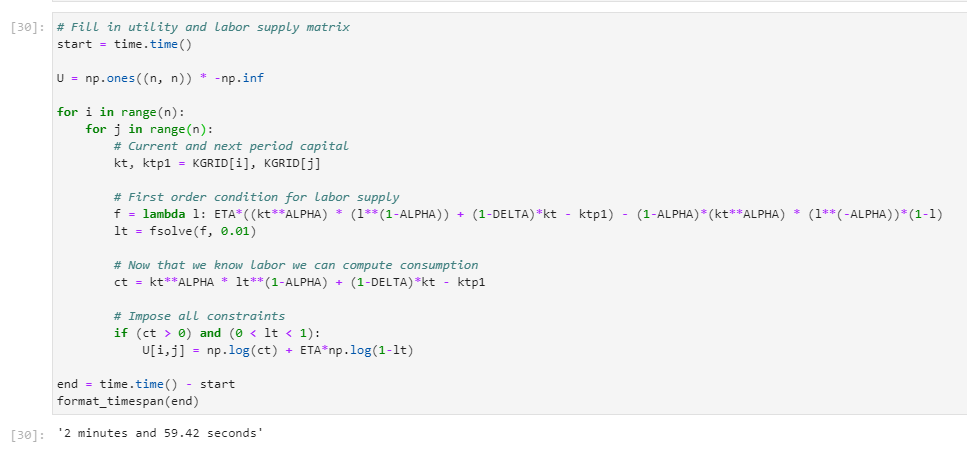 [30]: # Fill in utility and labor supply matrix
start = time.time()
U = np.ones((n, n)) * -np.inf
for i in range(n):
for j in range(n):
# Current and next period capital
kt, ktp1 = KGRID[i], KGRID[j]
# First order condition for labor supply
f = lambda l: ETA*((kt**ALPHA) * (l**(1-ALPHA)) + (1-DELTA)*kt - ktp1) - (1-ALPHA)*(kt**ALPHA) * (l**(-ALPHA))*(1-l)
lt = fsolve(f, 0.01)
# Now that we know labor we can compute consumption
ct = kt**ALPHA * lt**(1-ALPHA) + (1-DELTA)*kt - ktp1
# Impose all constraints
if (ct > 0) and (0 < lt < 1):
U[i,j] = np.log(ct) + ETA*np.log(1-lt)
end = time.time() - start
format_timespan(end)
[30]: '2 minutes and 59.42 seconds'